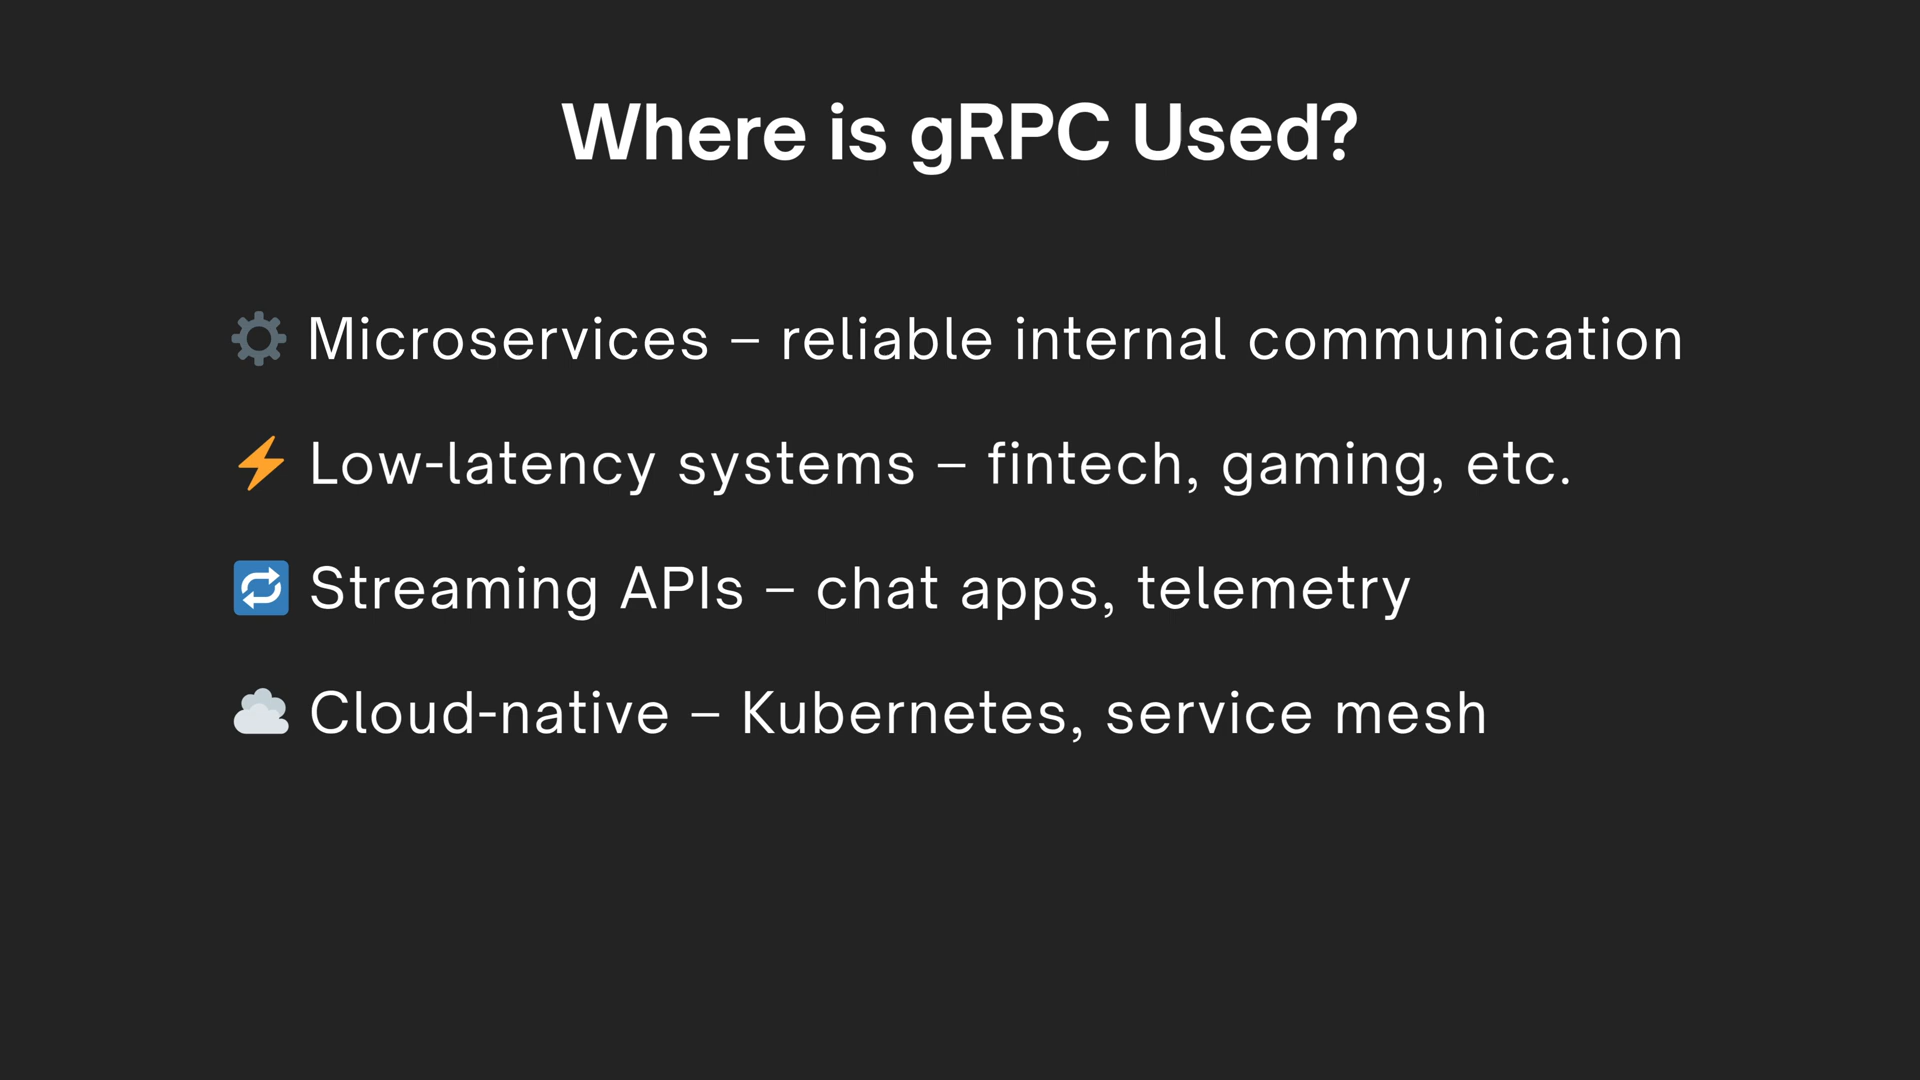 Where is gRPC Used?
⚙️ Microservices – reliable internal communication
⚡ Low-latency systems – fintech, gaming, etc.
🔁 Streaming APIs – chat apps, telemetry
☁️ Cloud-native – Kubernetes, service mesh